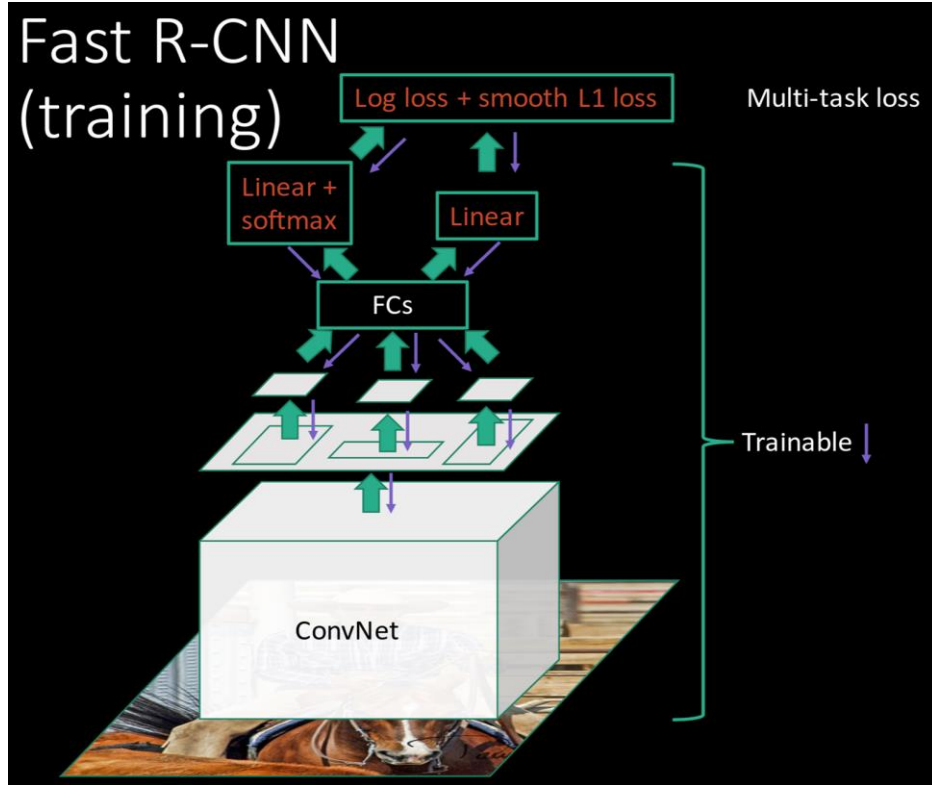 Fast R-CNN
(training)
Log loss + smooth L1 loss
Multi-task loss
Linear +
softmax
Linear
FCs
Trainable
ConvNet